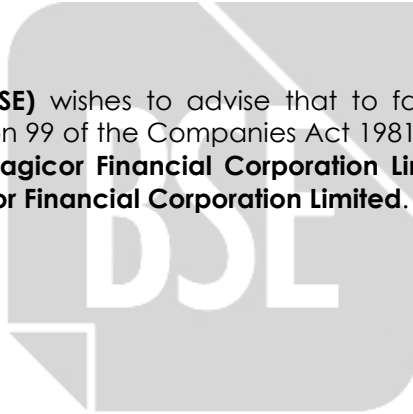 SE) wishes to advise that to fa
n 99 of the Companies Act 1981
agicor Financial Corporation Li
or Financial Corporation Limited.
BSE